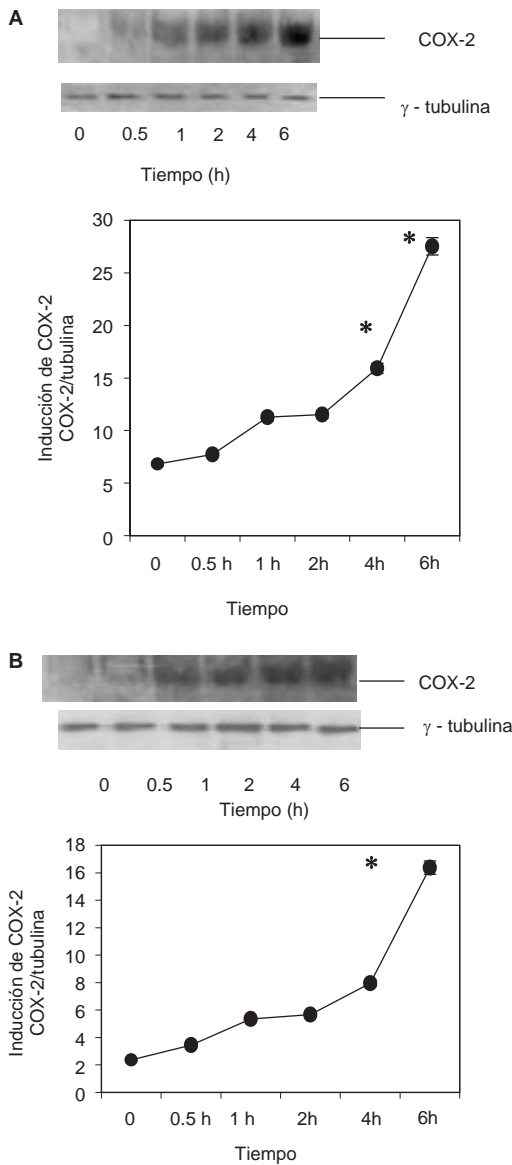 A
COX-2
γ - tubulina
0 0.5 1 2 4 6
Tiempo (h)
Inducción de COX-2
COX-2/tubulina
30
25
20
15
10
5
0
*
*
0 0.5 h 1 h 2h 4h 6h
Tiempo
B
COX-2
γ - tubulina
0 0.5 1 2 4 6
Tiempo (h)
Inducción de COX-2
COX-2/tubulina
18
16
14
12
10
8
6
4
2
0
*
0 0.5 h 1 h 2h 4h 6h
Tiempo